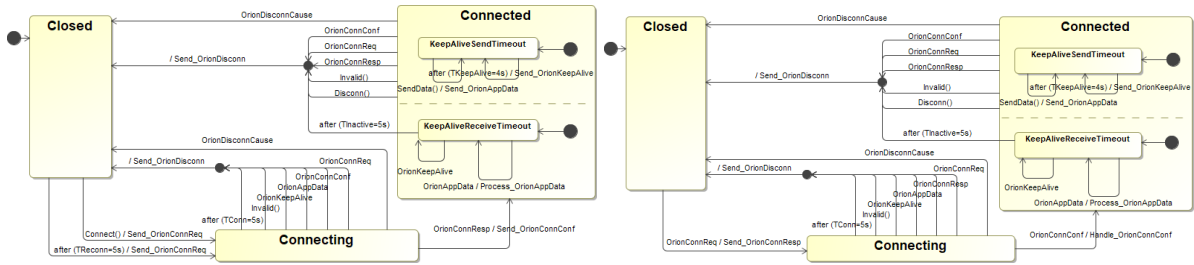 OrionDisconnCause
Closed
Connected
OrionConnConf
OrionConnReq
OrionConnResp
KeepAliveSendTimeout
/ Send_OrionDisconn
after (TKeepAlive=4s) / Send_OrionKeepAlive
Invalid()
SendData() / Send_OrionAppData
Disconn()
after (TInactive=5s)
KeepAliveReceiveTimeout
OrionDisconnCause
/ Send_OrionDisconn
OrionConnReq
OrionKeepAlive
OrionConnConf
OrionAppData / Process_OrionAppData
OrionAppData
OrionKeepAlive
Invalid()
after (TConn=5s)
Connect() / Send_OrionConnReq
Connecting
OrionConnResp / Send_OrionConnConf
after (TReconn=5s) / Send_OrionConnReq
OrionDisconnCause
Closed
Connected
OrionConnConf
OrionConnReq
OrionConnResp
KeepAliveSendTimeout
/ Send_OrionDisconn
after (TKeepAlive=4s) / Send_OrionKeepAlive
Invalid()
SendData() / Send_OrionAppData
Disconn()
after (TInactive=5s)
KeepAliveReceiveTimeout
OrionDisconnCause
/ Send_OrionDisconn
OrionConnReq
OrionConnResp
OrionKeepAlive
OrionAppData
OrionKeepAlive
OrionAppData / Process_OrionAppData
Invalid()
after (TConn=5s)
OrionConnReq / Send_OrionConnResp
Connecting
OrionConnConf / Handle_OrionConnConf